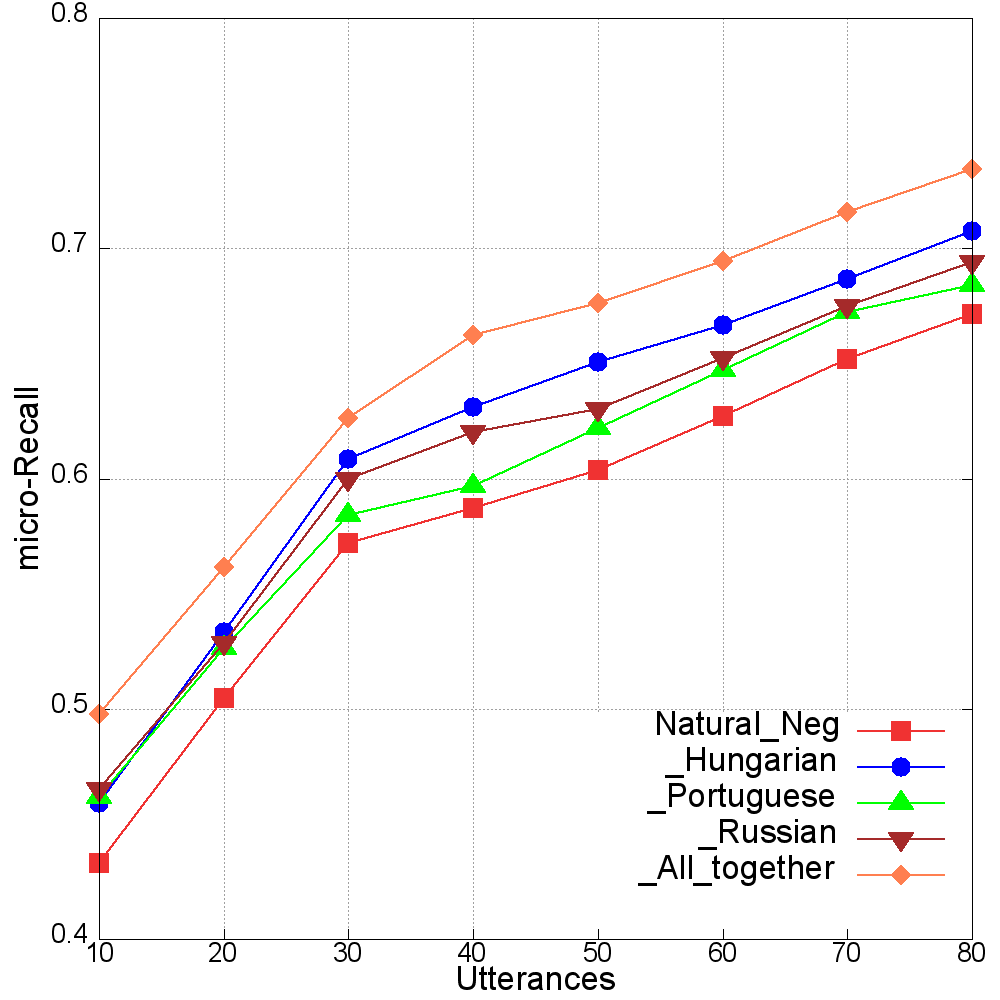 0.8
0.7
0.6
0.5
0.4
micro-Recall
Natural_Neg
_Hungarian
_Portuguese
_Russian
_All_together
10 20 30 40 50 60 70 80
Utterances